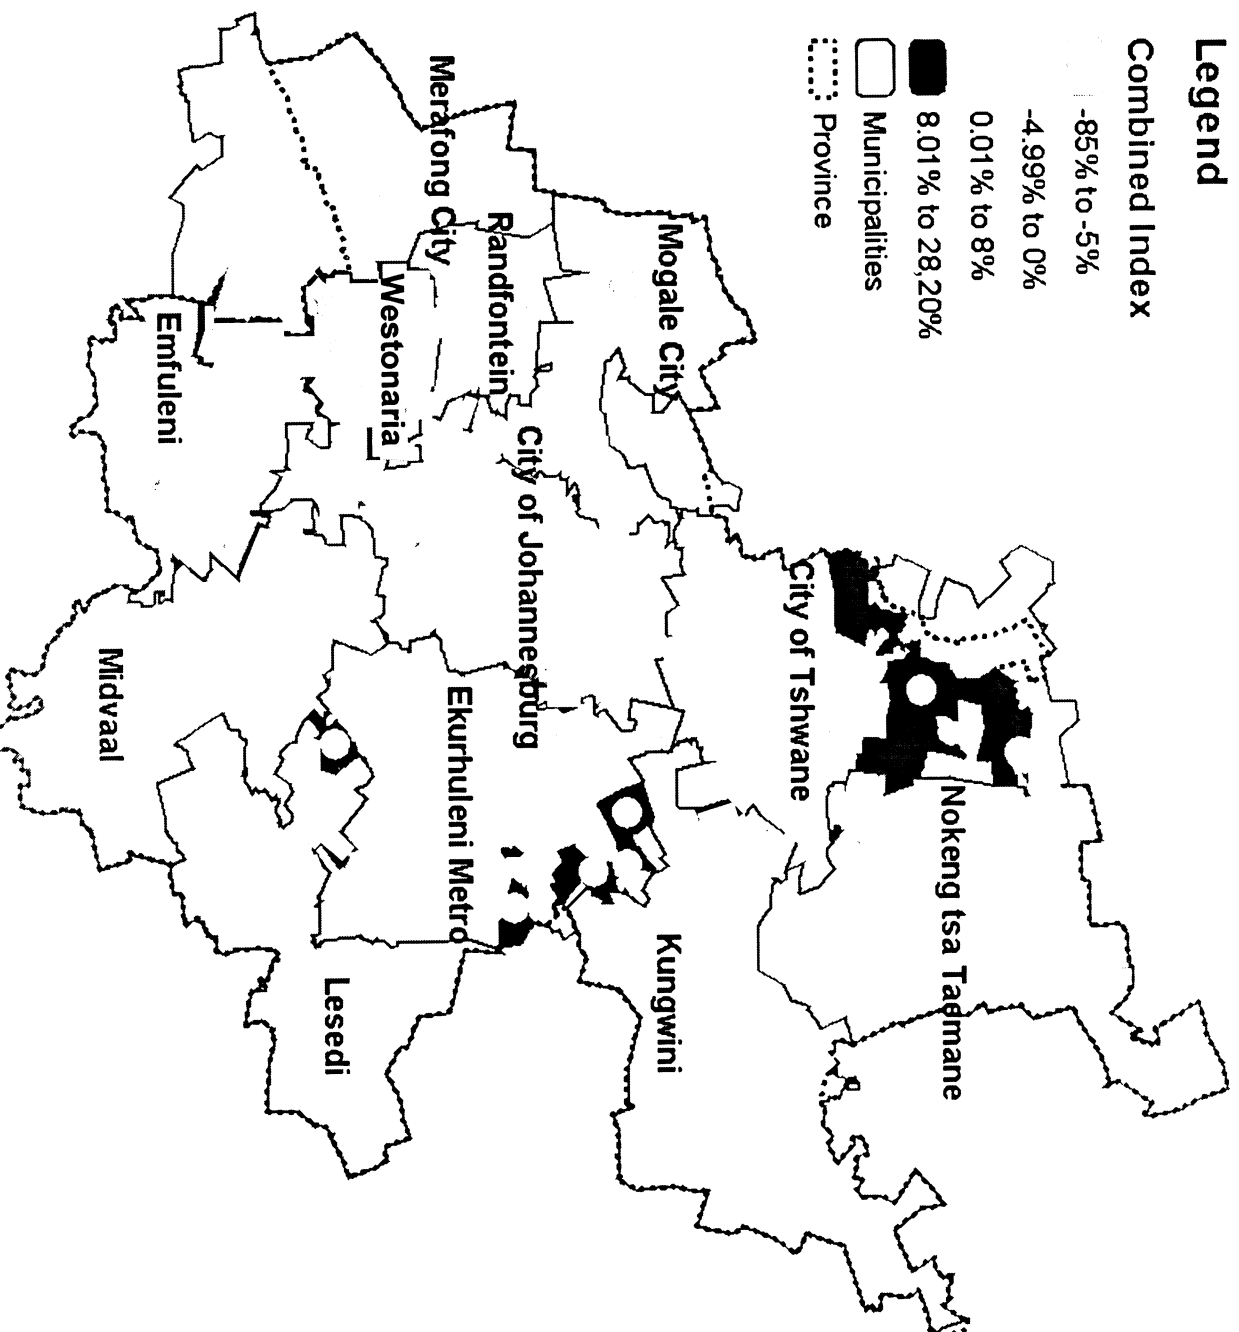 Legend
Combined Index
-85% to -5%
-4.99% to 0%
0.01% to 8%
8.01% to 28,20%
Municipalities
Province
Nokeng tsa Taemane
City of Tshwane
Mogale City
Kungwini
City of Johannesburg
Randfontein
Merafong City
Ekurhuleni Metro
Westonaria
Lesedi
Emfuleni
Midvaal